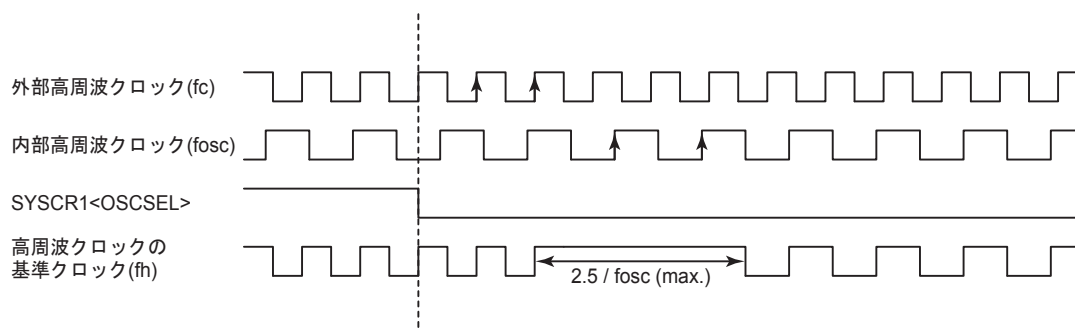 外部高周波クロック(fc)
内部高周波クロック(fosc)
SYSCR1<OSCSEL>
高周波クロックの
基準クロック(fh)
2.5 / fosc (max.)